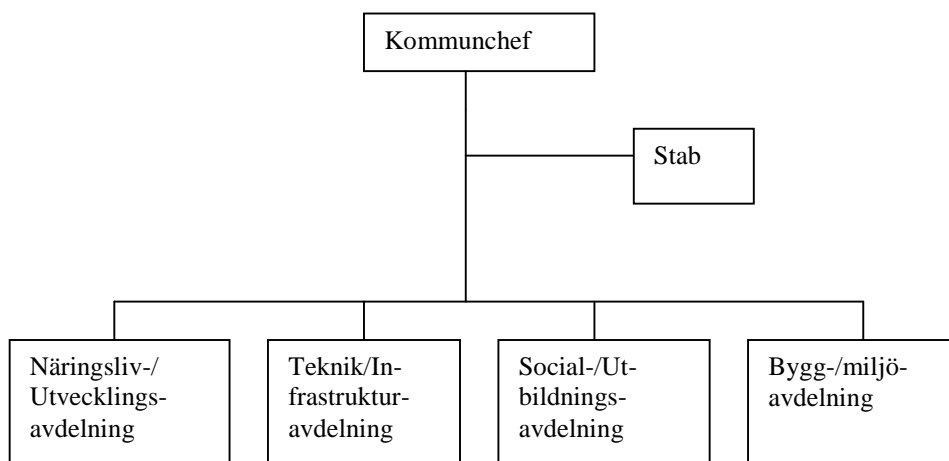 Kommunchef
Stab
Näringsliv-/
Utvecklings-
avdelning
Teknik/In-
frastruktur-
avdelning
Social-/Ut-
bildnings-
avdelning
Bygg-/miljö-
avdelning